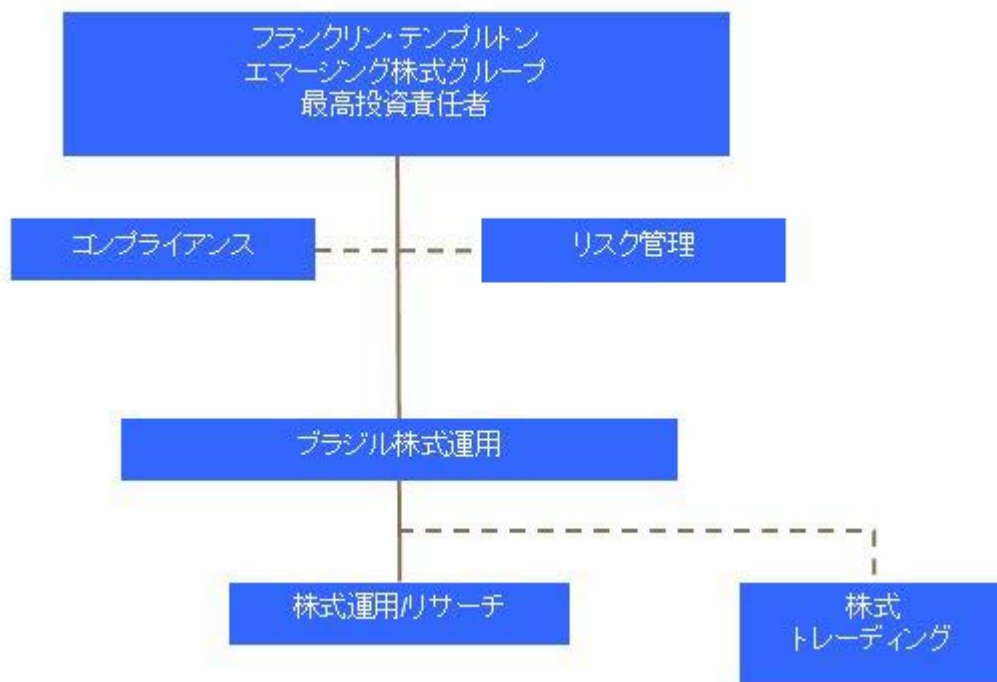 フランクリン・テンプルトン
エマージング株式グループ
最高投資責任者
コンプライアンス
リスク管理
ブラジル株式運用
株式運用/リサーチ
株式
トレーディング